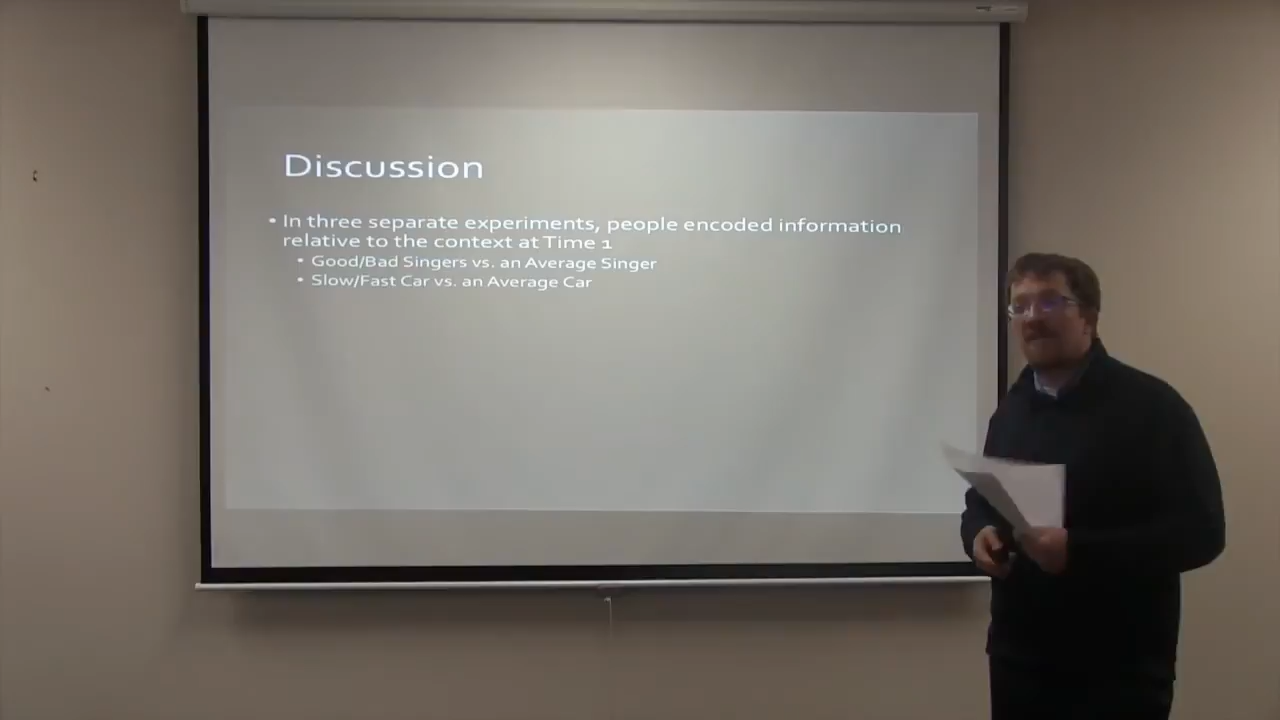 Discussion
• In three separate experiments, people encoded information
relative to the context at Time 1
• Good/Bad Singers vs. an Average Singer
• Slow/Fast Car vs. an Average Car